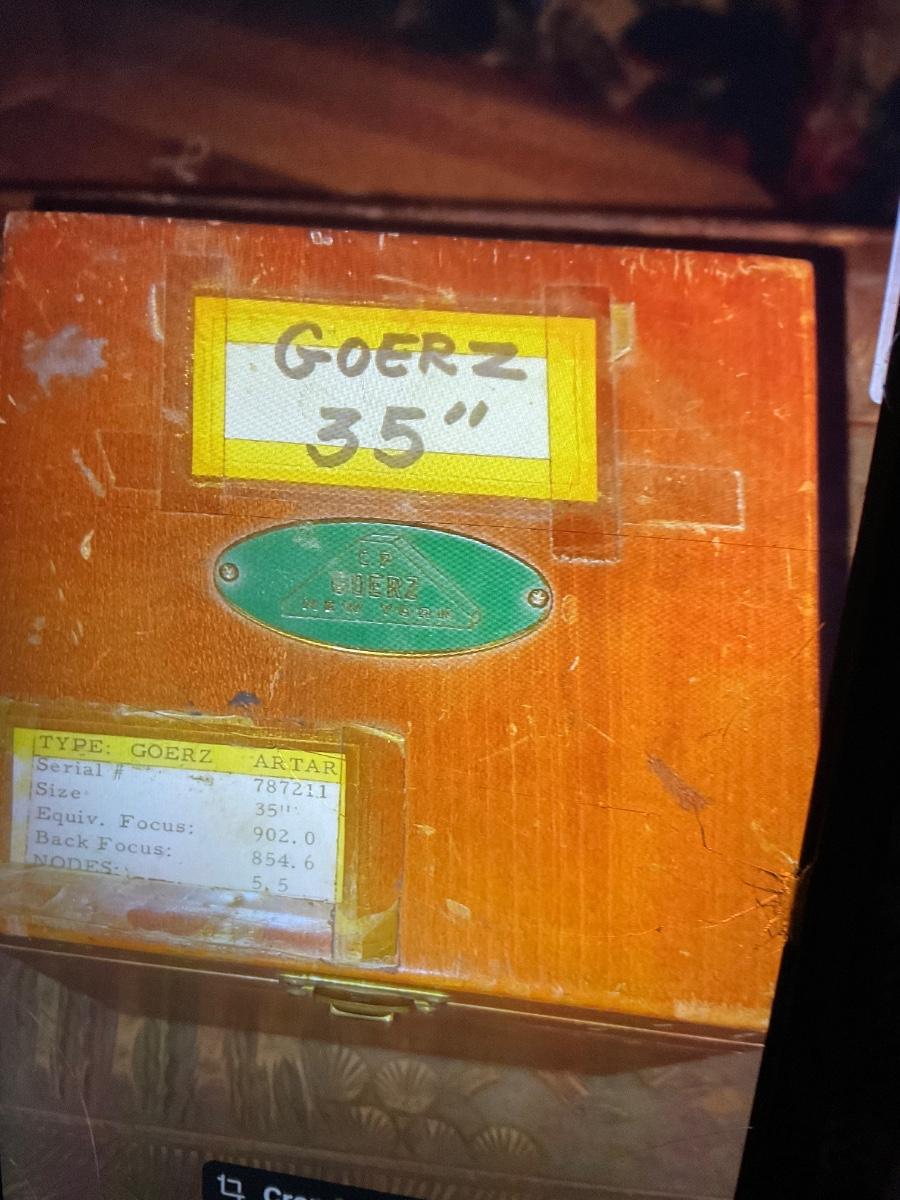 GOERZ
35"
C P
GOERZ
NEW YORK
TYPE: GOERZ ARTAR
Serial # 787211
Size 35"
Equiv. Focus: 902.0
Back Focus: 854.6
NODES: 5.5